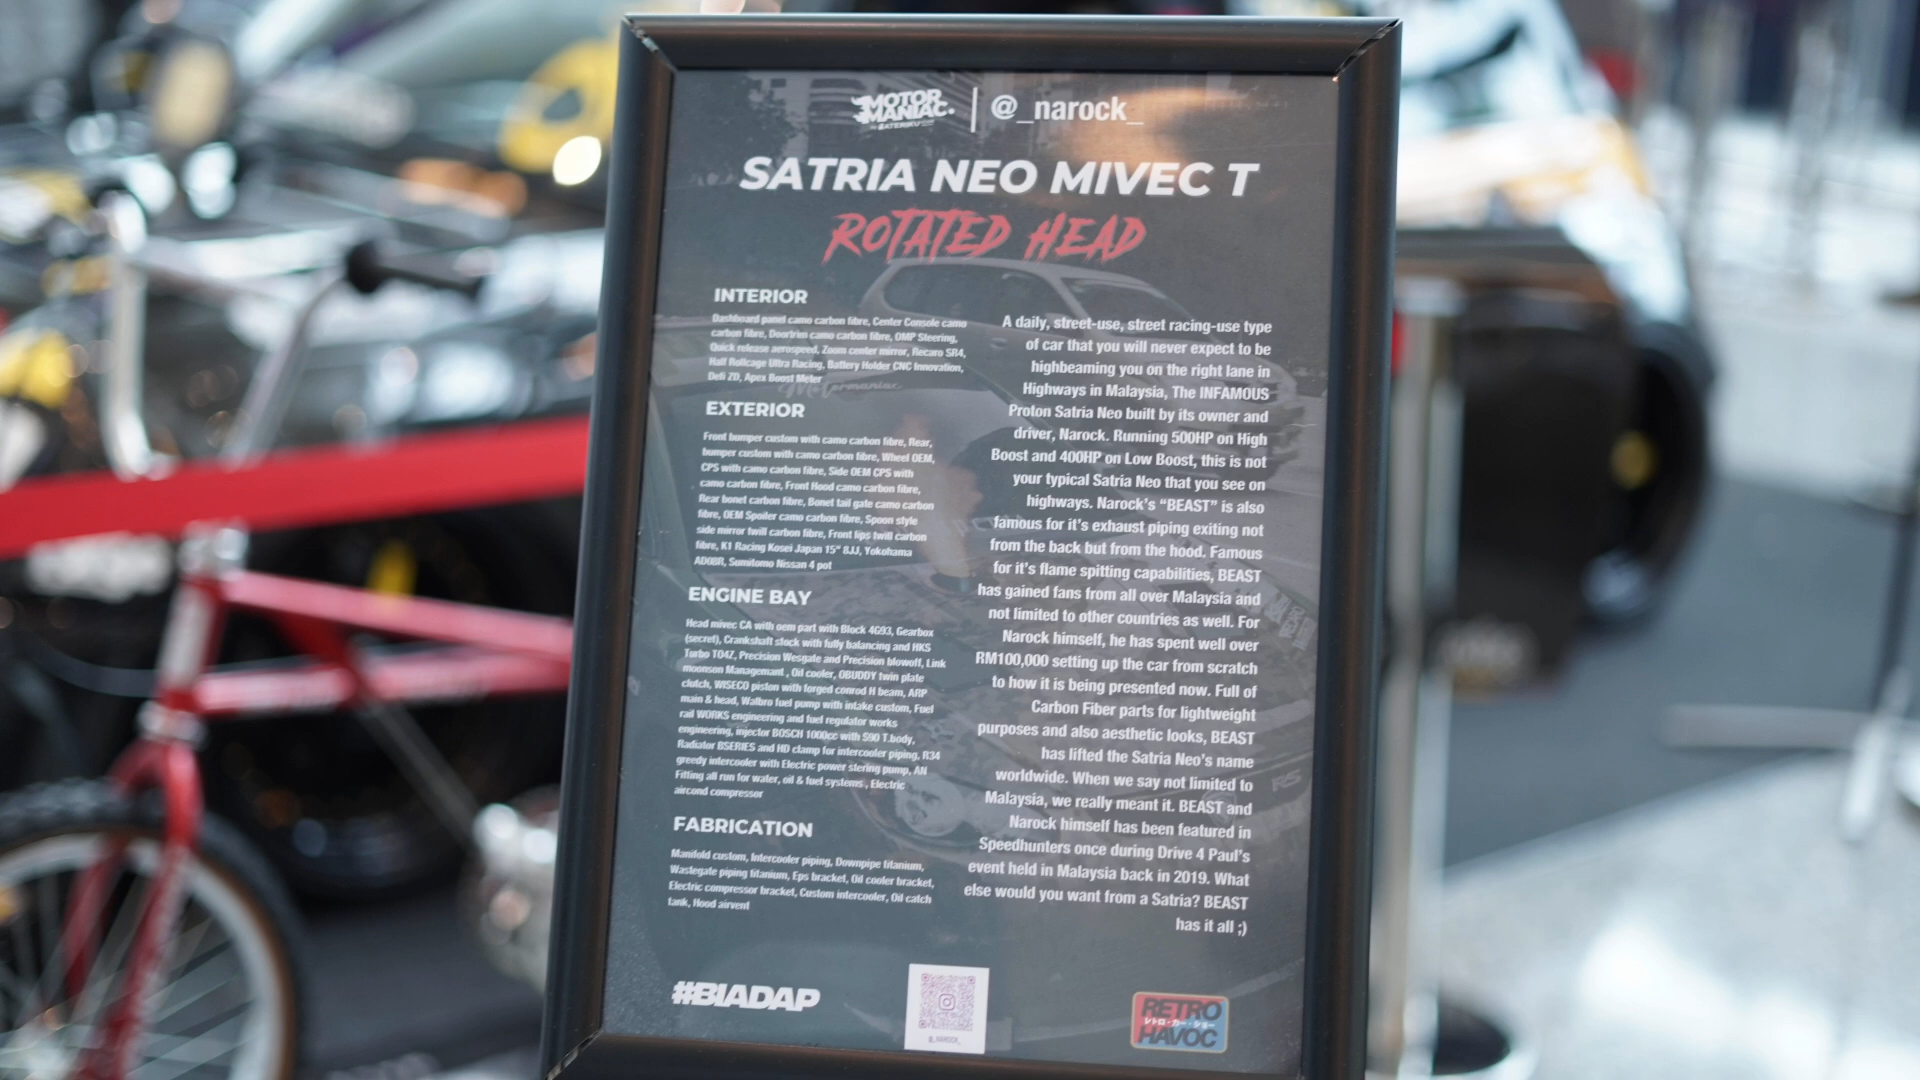 MOTOR
MANIAC.
@_narock_
SATRIA NEO MIVEC T
ROTATED HEAD
INTERIOR
Dashboard panel camo carbon fibre, Center Console camo
carbon fibre, Doortrim camo carbon fibre, OMP Steering,
Quick release aerospeed, Zoom center mirror, Recaro SR4,
Half Rollcage Ultra Racing, Battery Holder CNC Innovation,
Defi ZD, Apex Boost Meter
EXTERIOR
Front bumper custom with camo carbon fibre, Rear,
bumper custom with camo carbon fibre, Wheel OEM,
CPS with camo carbon fibre, Side OEM CPS with
camo carbon fibre, Front Hood camo carbon fibre,
Rear bonet carbon fibre, Bonet tail gate camo carbon
fibre, OEM Spoiler camo carbon fibre, Spoon style
side mirror twill carbon fibre, Front lips twill carbon
fibre, K1 Racing Kosei Japan 15" 8JJ, Yokohama
AD08R, Sumitomo Nissan 4 pot
ENGINE BAY
Head mivec CA with oem part with Block 4G93, Gearbox
(secret), Crankshaft stock with fully balancing and HKS
Turbo T04Z, Precision Wesgate and Precision blowoff, Link
moonson Managemant , Oil cooler, OBUDDY twin plate
clutch, WISECO piston with forged conrod H beam, ARP
main & head, Walbro fuel pump with intake custom, Fuel
rail WORKS engineering and fuel regulator works
engineering, injector BOSCH 1000cc with S90 T.body,
Radiator BSERIES and HD clamp for intercooler piping, R34
greedy intercooler with Electric power stering pump, AN
Fitting all run for water, oil & fuel systems , Electric
aircond compressor
FABRICATION
Manifold custom, Intercooler piping, Downpipe titanium,
Wastegate piping titanium, Eps bracket, Oil cooler bracket,
Electric compressor bracket, Custom intercooler, Oil catch
tank, Hood airvent
A daily, street-use, street racing-use type
of car that you will never expect to be
highbeaming you on the right lane in
Highways in Malaysia, The INFAMOUS
Proton Satria Neo built by its owner and
driver, Narock. Running 500HP on High
Boost and 400HP on Low Boost, this is not
your typical Satria Neo that you see on
highways. Narock's “BEAST” is also
famous for it's exhaust piping exiting not
from the back but from the hood. Famous
for it's flame spitting capabilities, BEAST
has gained fans from all over Malaysia and
not limited to other countries as well. For
Narock himself, he has spent well over
RM100,000 setting up the car from scratch
to how it is being presented now. Full of
Carbon Fiber parts for lightweight
purposes and also aesthetic looks, BEAST
has lifted the Satria Neo's name
worldwide. When we say not limited to
Malaysia, we really meant it. BEAST and
Narock himself has been featured in
Speedhunters once during Drive 4 Paul's
event held in Malaysia back in 2019. What
else would you want from a Satria? BEAST
has it all ;)
#BIADAP
RETRO
レトロ・カー・ショー
HAVOC